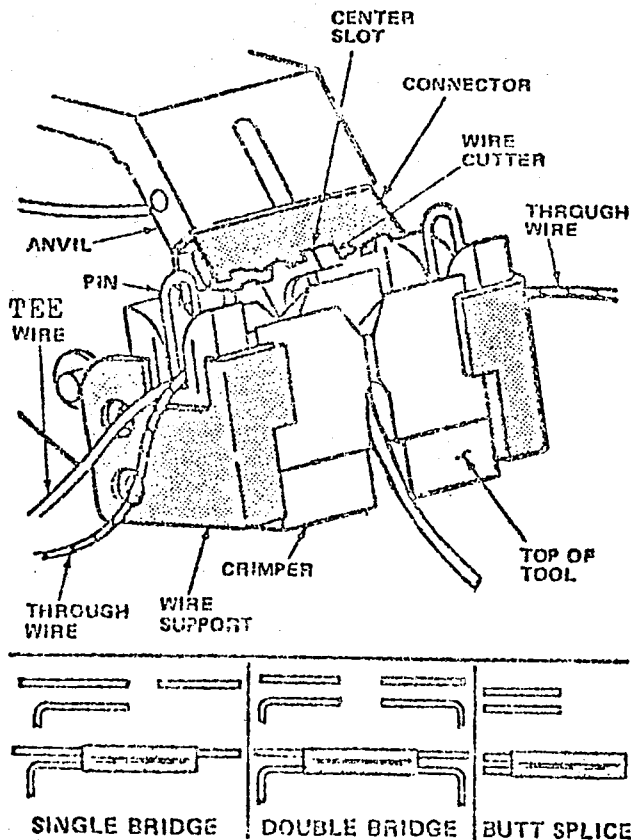 CENTER
SLOT
CONNECTOR
WIRE
CUTTER
THROUGH
WIRE
ANVIL
PIN
TEE
WIRE
CRIMPER
TOP OF
TOOL
THROUGH
WIRE
WIRE
SUPPORT
SINGLE BRIDGE
DOUBLE BRIDGE
BUTT SPLICE